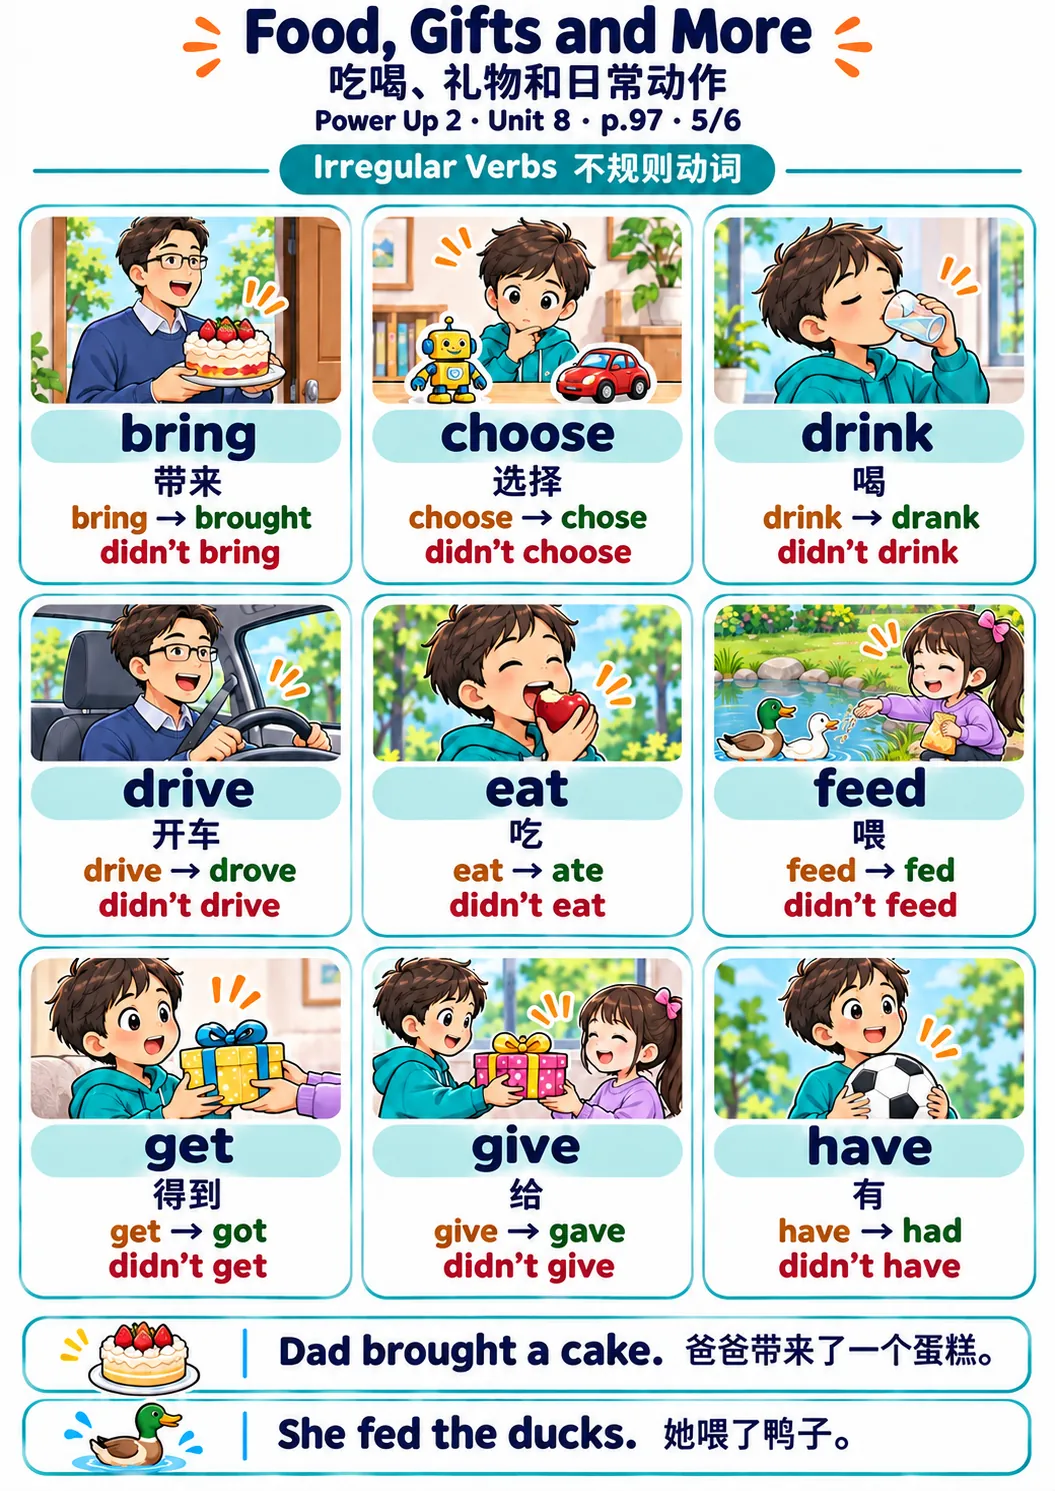 Food, Gifts and More
吃喝、礼物和日常动作
Power Up 2 · Unit 8 · p.97 · 5/6
Irregular Verbs 不规则动词
bring
带来
bring → brought
didn't bring
choose
选择
choose → chose
didn't choose
drink
喝
drink → drank
didn't drink
drive
开车
drive → drove
didn't drive
eat
吃
eat → ate
didn't eat
feed
喂
feed → fed
didn't feed
get
得到
get → got
didn't get
give
给
give → gave
didn't give
have
有
have → had
didn't have
Dad brought a cake. 爸爸带来了一个蛋糕。
She fed the ducks. 她喂了鸭子。